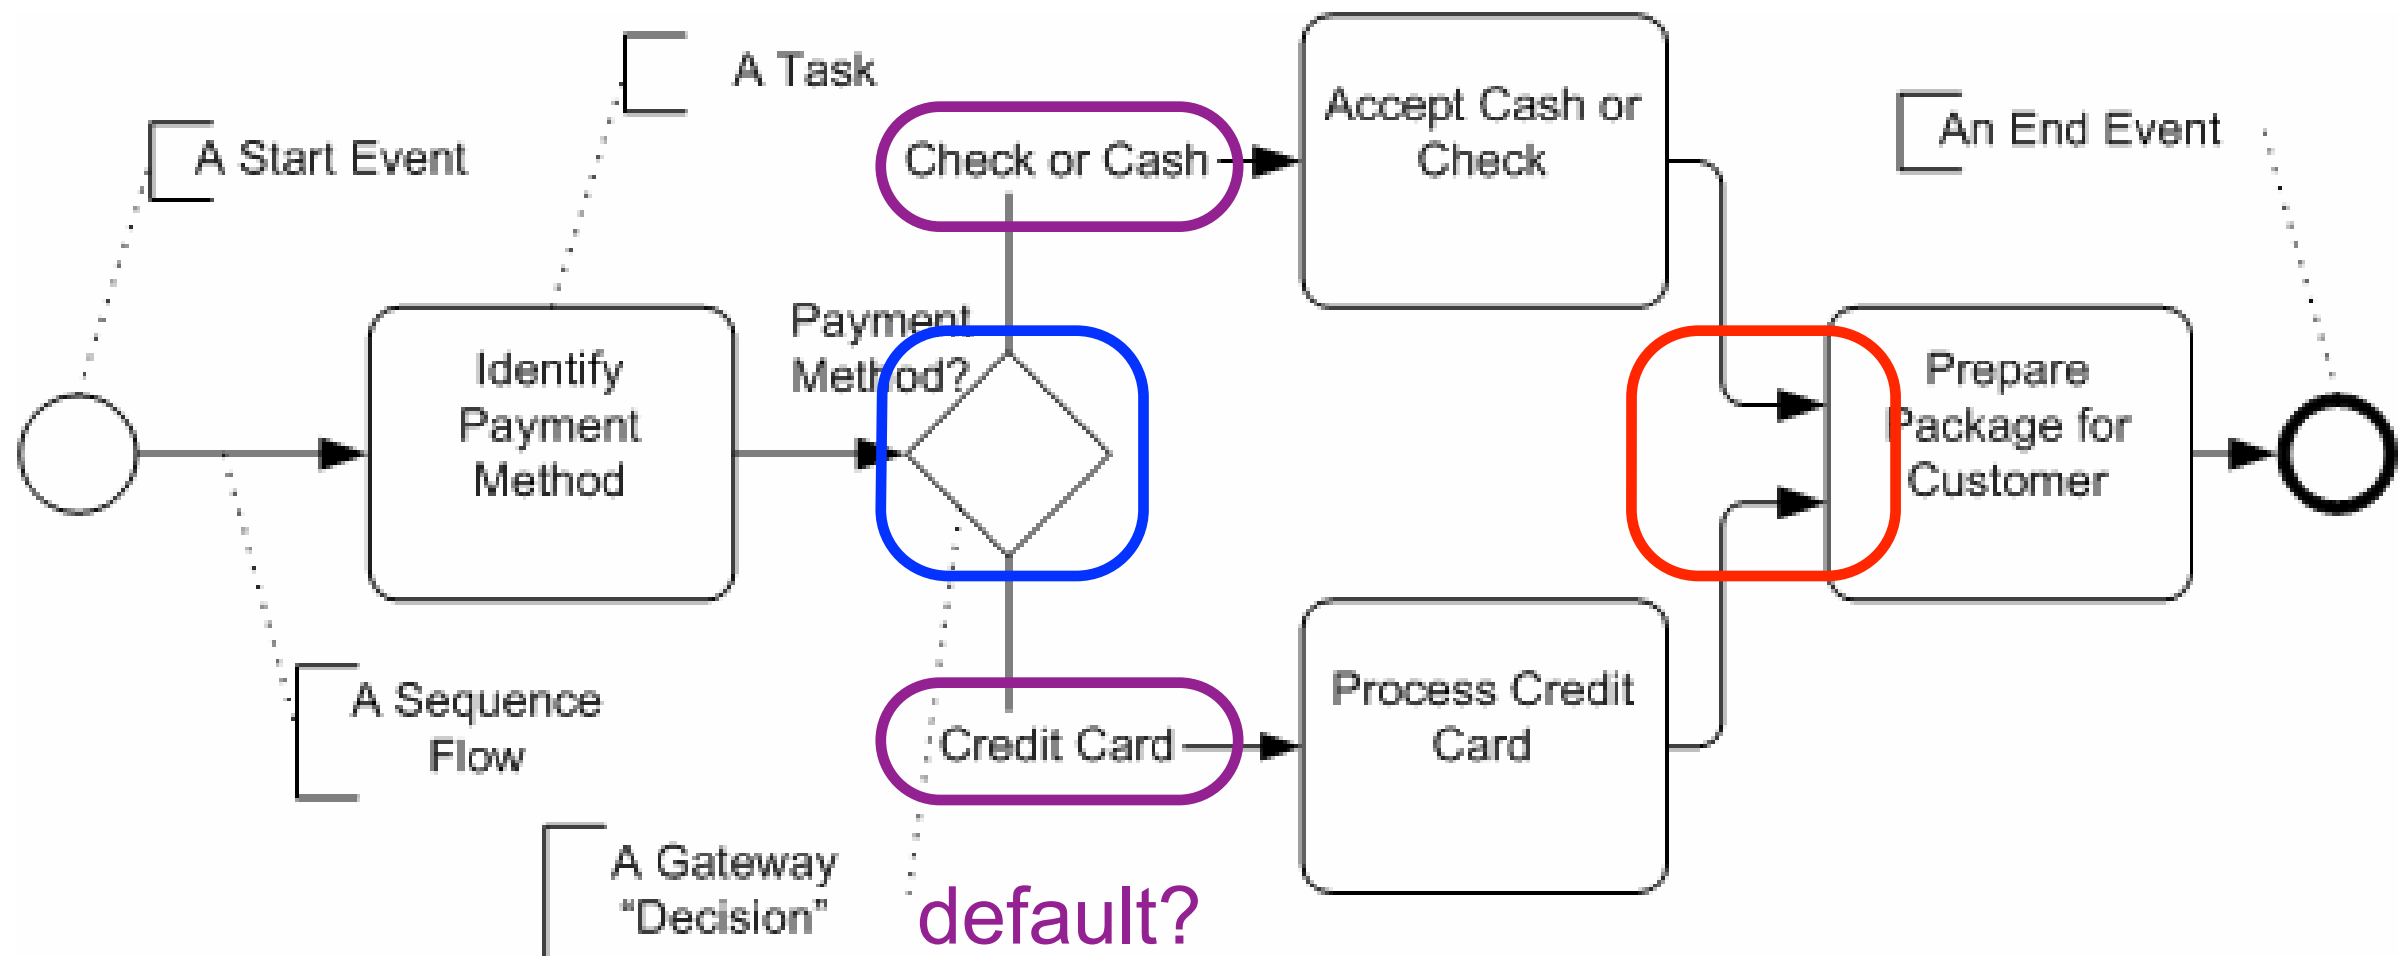 A Task
A Start Event
Check or Cash
Accept Cash or
Check
An End Event
Payment
Method?
Identify
Payment
Method
Prepare
Package for
Customer
A Sequence
Flow
Credit Card
Process Credit
Card
A Gateway
“Decision”
default?